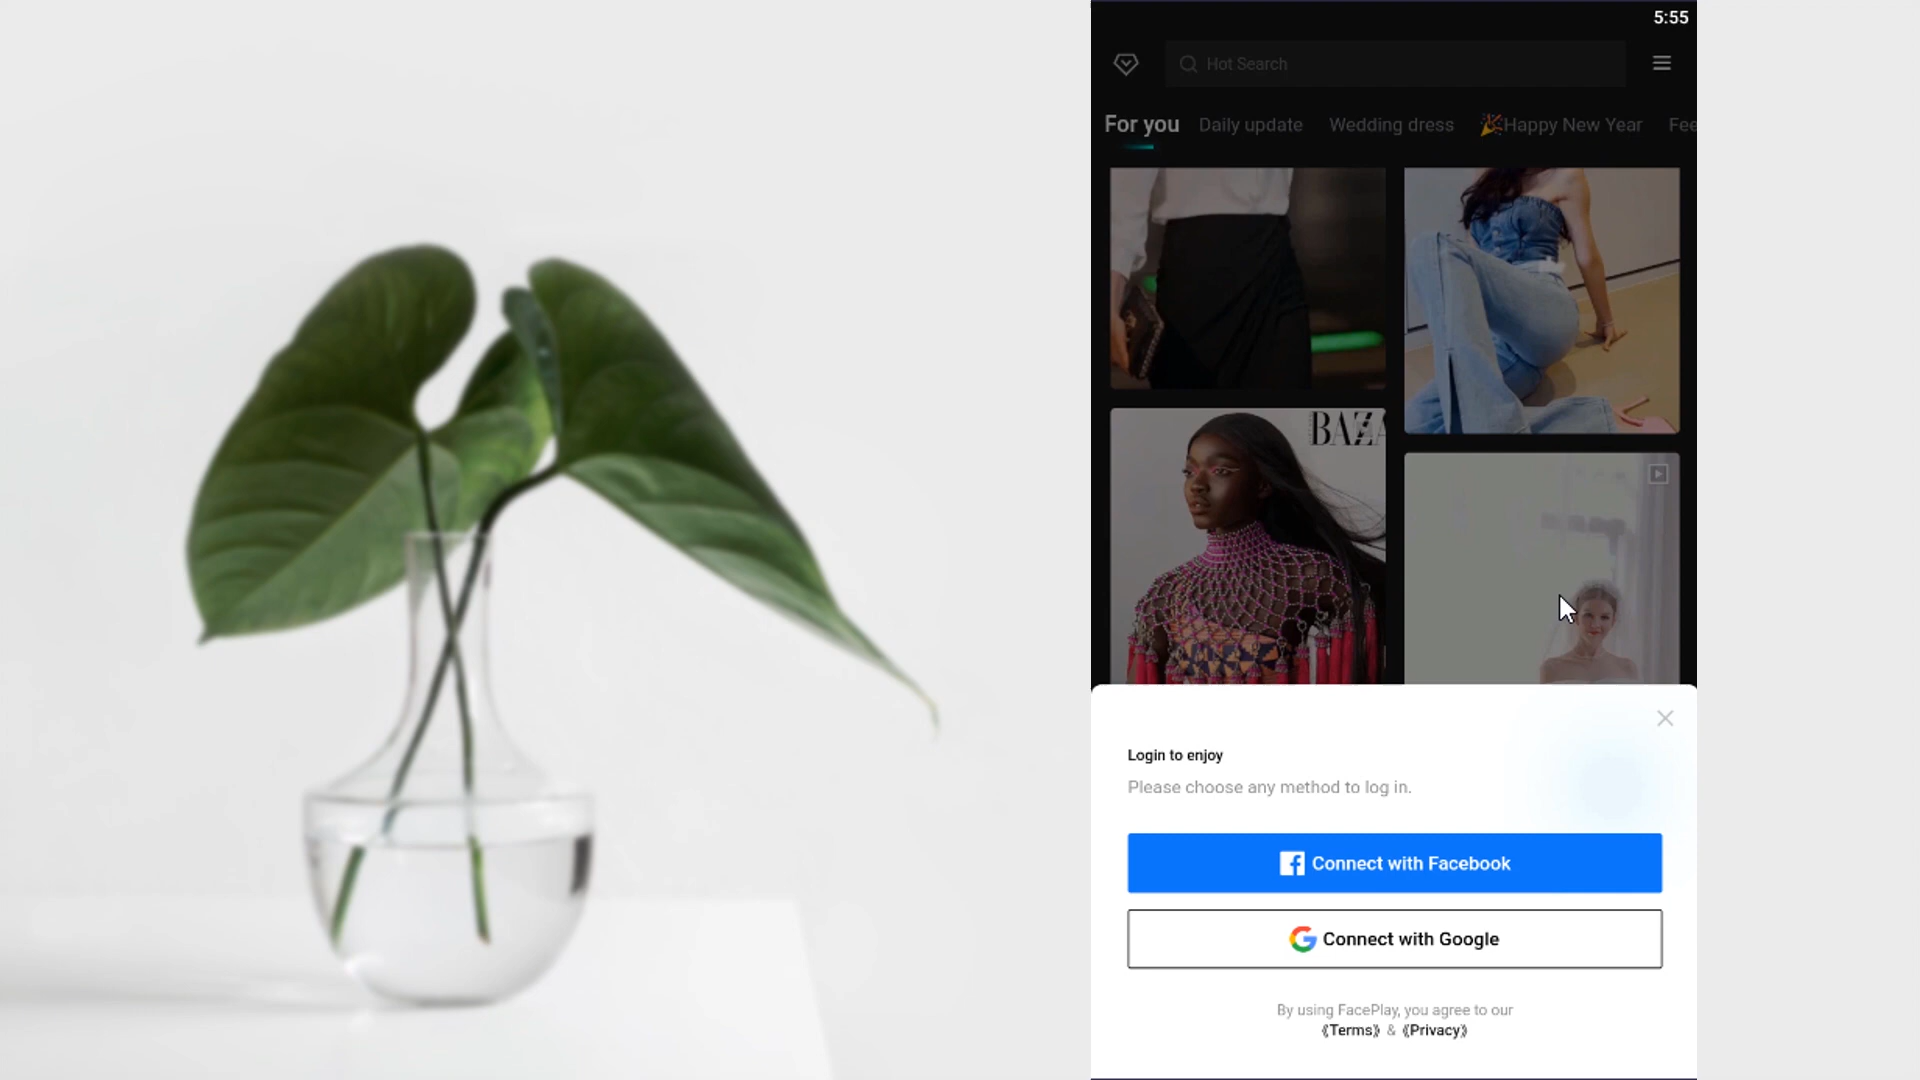 5:55
Hot Search
For you
Daily update
Wedding dress
🎉Happy New Year
Fee
BAZA
Login to enjoy
Please choose any method to log in.
Connect with Facebook
Connect with Google
By using FacePlay, you agree to our
《Terms》 & 《Privacy》